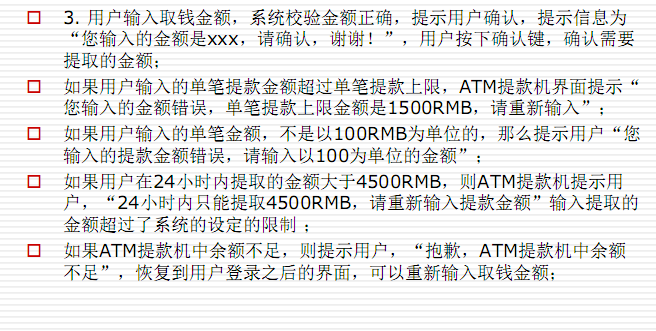 3. 用户输入取钱金额，系统校验金额正确，提示用户确认，提示信息为
“您输入的金额是xxx，请确认，谢谢！”，用户按下确认键，确认需要
提取的金额；
如果用户输入的单笔提款金额超过单笔提款上限，ATM提款机界面提示“
您输入的金额错误，单笔提款上限金额是1500RMB，请重新输入”；
如果用户输入的单笔金额，不是以100RMB为单位的，那么提示用户“您
输入的提款金额错误，请输入以100为单位的金额”；
如果用户在24小时内提取的金额大于4500RMB，则ATM提款机提示用
户，“24小时内只能提取4500RMB，请重新输入提款金额”输入提取的
金额超过了系统的设定的限制 ；
如果ATM提款机中余额不足，则提示用户，“抱歉，ATM提款机中余额
不足”，恢复到用户登录之后的界面，可以重新输入取钱金额；